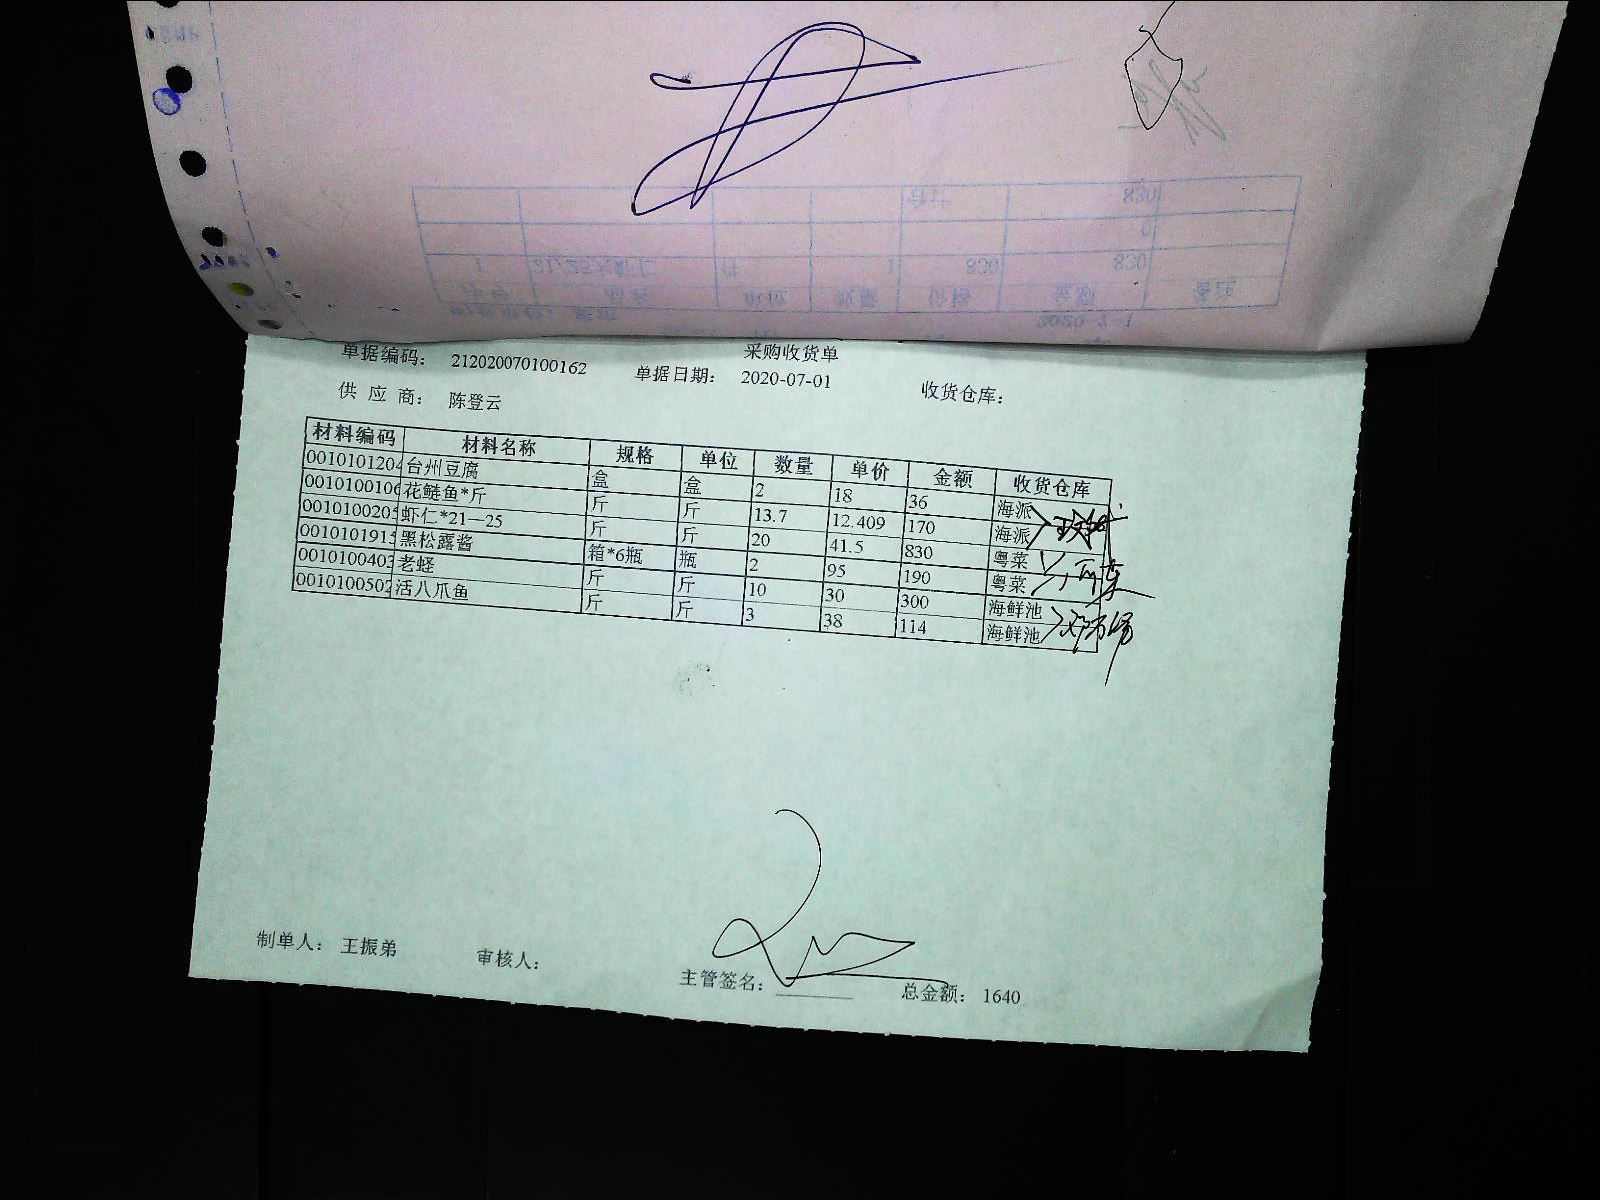 采购收货单
单据编码： 212020070100162 单据日期： 2020-07-01 收货仓库：
供 应 商： 陈登云
材料编码 材料名称 规格 单位 数量 单价 金额 收货仓库
0010101204 台州豆腐 盒 盒 2 18 36 海派
0010100106 花鲢鱼*斤 斤 斤 13.7 12.409 170 海派
0010100205 虾仁*21—25 斤 斤 20 41.5 830 粤菜
0010101915 黑松露酱 箱*6瓶 瓶 2 95 190 粤菜
0010100403 老蛏 斤 斤 10 30 300 海鲜池
0010100502 活八爪鱼 斤 斤 3 38 114 海鲜池
制单人： 王振弟 审核人： 主管签名： 总金额： 1640